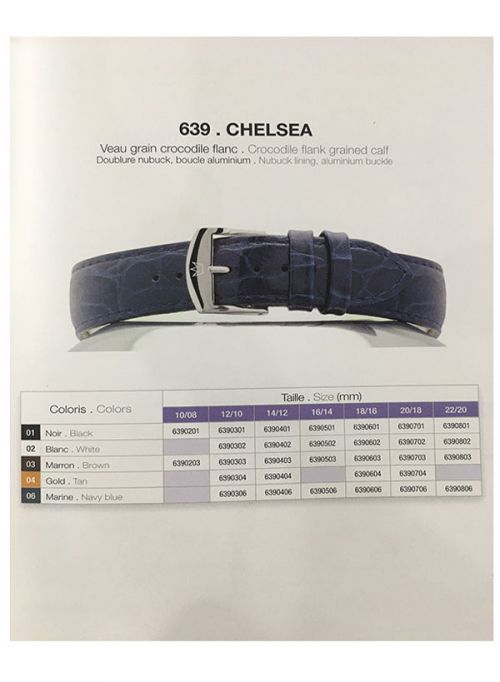 639 . CHELSEA
Veau grain crocodile flanc . Crocodile flank grained calf
Doublure nubuck, boucle aluminium . Nubuck lining, aluminium buckle
Coloris . Colors
Taille . Size (mm)
10/08 12/10 14/12 16/14 18/16 20/18 22/20
01 Noir . Black 6390201 6390301 6390401 6390501 6390601 6390701 6390801
02 Blanc . White 6390302 6390402 6390502 6390602 6390702 6390802
03 Marron . Brown 6390203 6390303 6390403 6390503 6390603 6390703 6390803
04 Gold . Tan 6390304 6390404 6390604 6390704
06 Marine . Navy blue 6390306 6390406 6390506 6390606 6390706 6390806